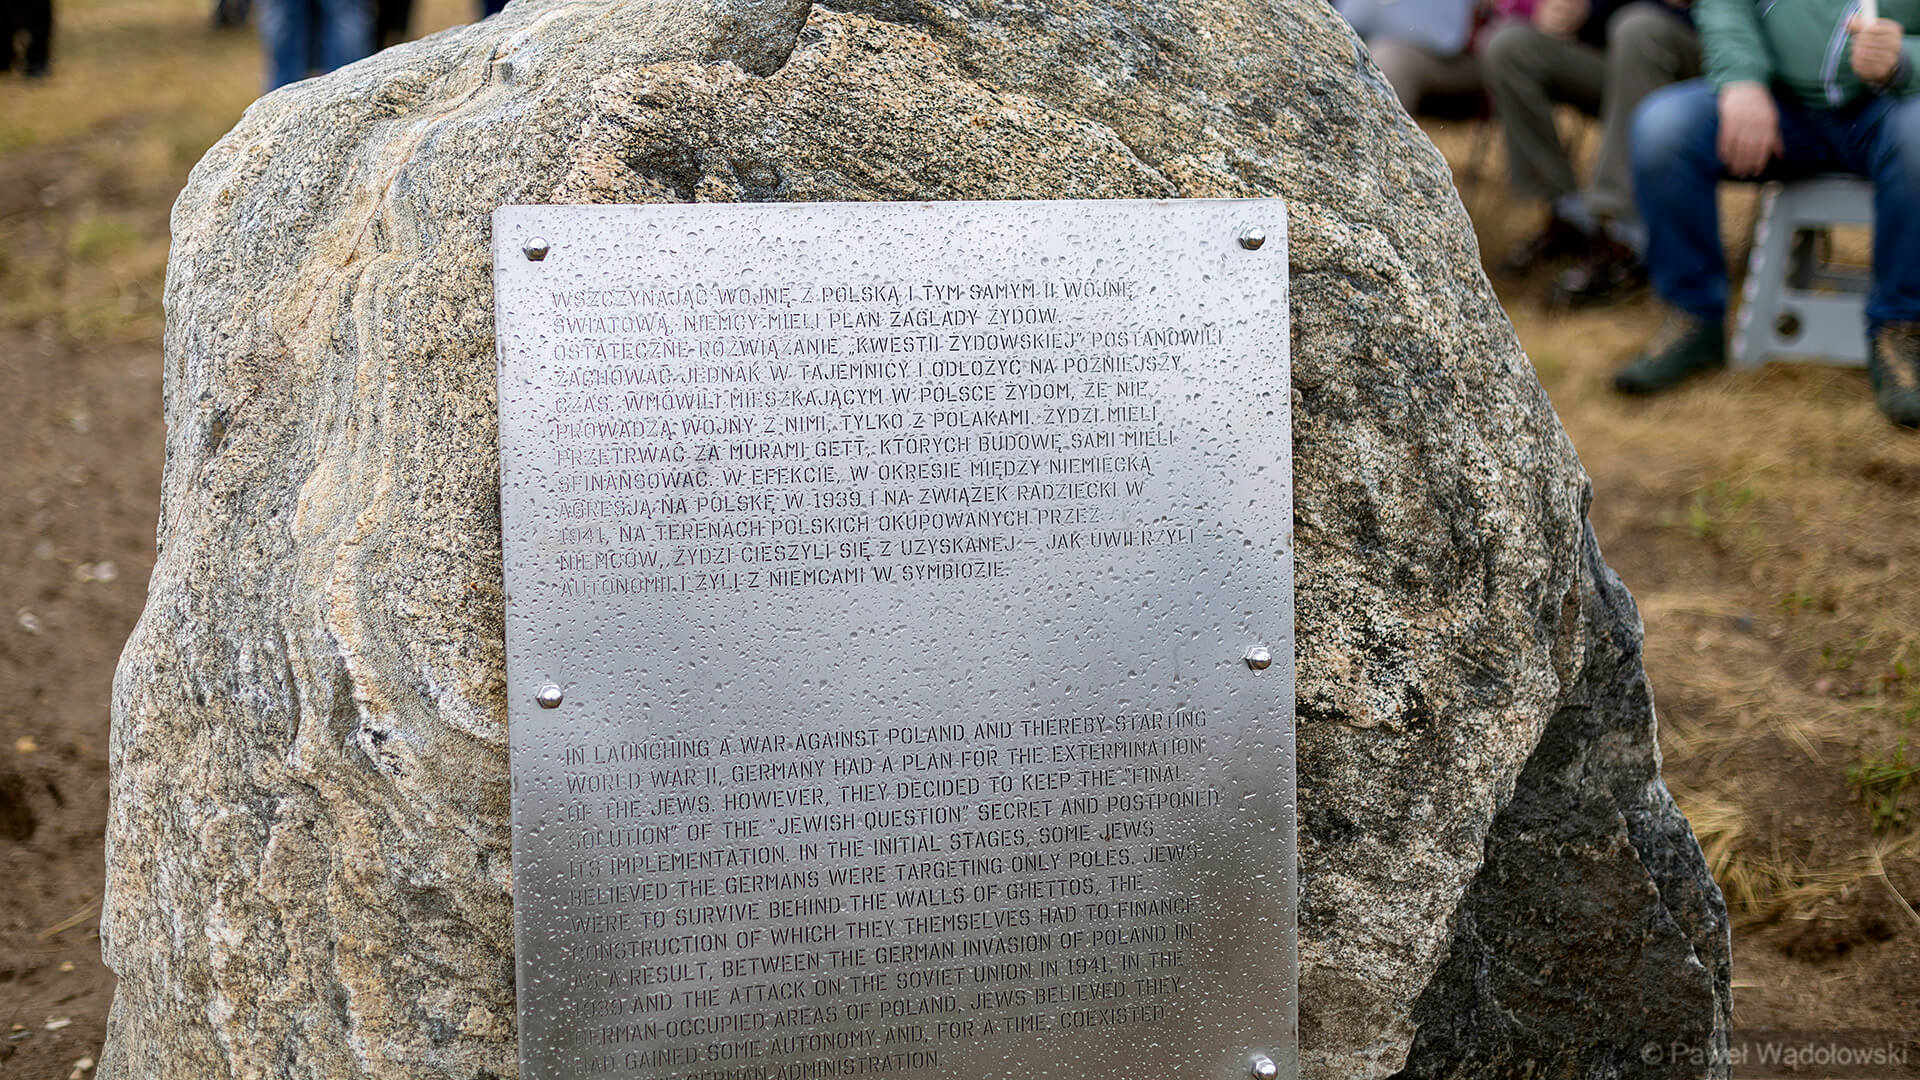 WSZCZYNAJĄC WOJNĘ Z POLSKĄ I TYM SAMYM II WOJNĘ
ŚWIATOWĄ, NIEMCY MIELI PLAN ZAGŁADY ŻYDÓW.
OSTATECZNE ROZWIĄZANIE „KWESTII ŻYDOWSKIEJ” POSTANOWILI
ZACHOWAĆ JEDNAK W TAJEMNICY I ODŁOŻYĆ NA PÓŹNIEJSZY
CZAS. WMÓWILI MIESZKAJĄCYM W POLSCE ŻYDOM, ŻE NIE
PROWADZĄ WOJNY Z NIMI, TYLKO Z POLAKAMI. ŻYDZI MIELI
PRZETRWAĆ ZA MURAMI GETT, KTÓRYCH BUDOWĘ SAMI MIELI
SFINANSOWAĆ. W EFEKCIE, W OKRESIE MIĘDZY NIEMIECKĄ
AGRESJĄ NA POLSKĘ W 1939 I NA ZWIĄZEK RADZIECKI W
1941, NA TERENACH POLSKICH OKUPOWANYCH PRZEZ
NIEMCÓW, ŻYDZI CIESZYLI SIĘ Z UZYSKANEJ – JAK UWIERZYLI –
AUTONOMII I ŻYLI Z NIEMCAMI W SYMBIOZIE.
IN LAUNCHING A WAR AGAINST POLAND AND THEREBY STARTING
WORLD WAR II, GERMANY HAD A PLAN FOR THE EXTERMINATION
OF THE JEWS. HOWEVER, THEY DECIDED TO KEEP THE "FINAL
SOLUTION" OF THE "JEWISH QUESTION" SECRET AND POSTPONED
ITS IMPLEMENTATION. IN THE INITIAL STAGES, SOME JEWS
BELIEVED THE GERMANS WERE TARGETING ONLY POLES. JEWS
WERE TO SURVIVE BEHIND THE WALLS OF GHETTOS, THE
CONSTRUCTION OF WHICH THEY THEMSELVES HAD TO FINANCE.
AS A RESULT, BETWEEN THE GERMAN INVASION OF POLAND IN
1939 AND THE ATTACK ON THE SOVIET UNION IN 1941, IN THE
GERMAN-OCCUPIED AREAS OF POLAND, JEWS BELIEVED THEY
HAD GAINED SOME AUTONOMY AND, FOR A TIME, COEXISTED
GERMAN ADMINISTRATION.
© Paweł Wądołowski